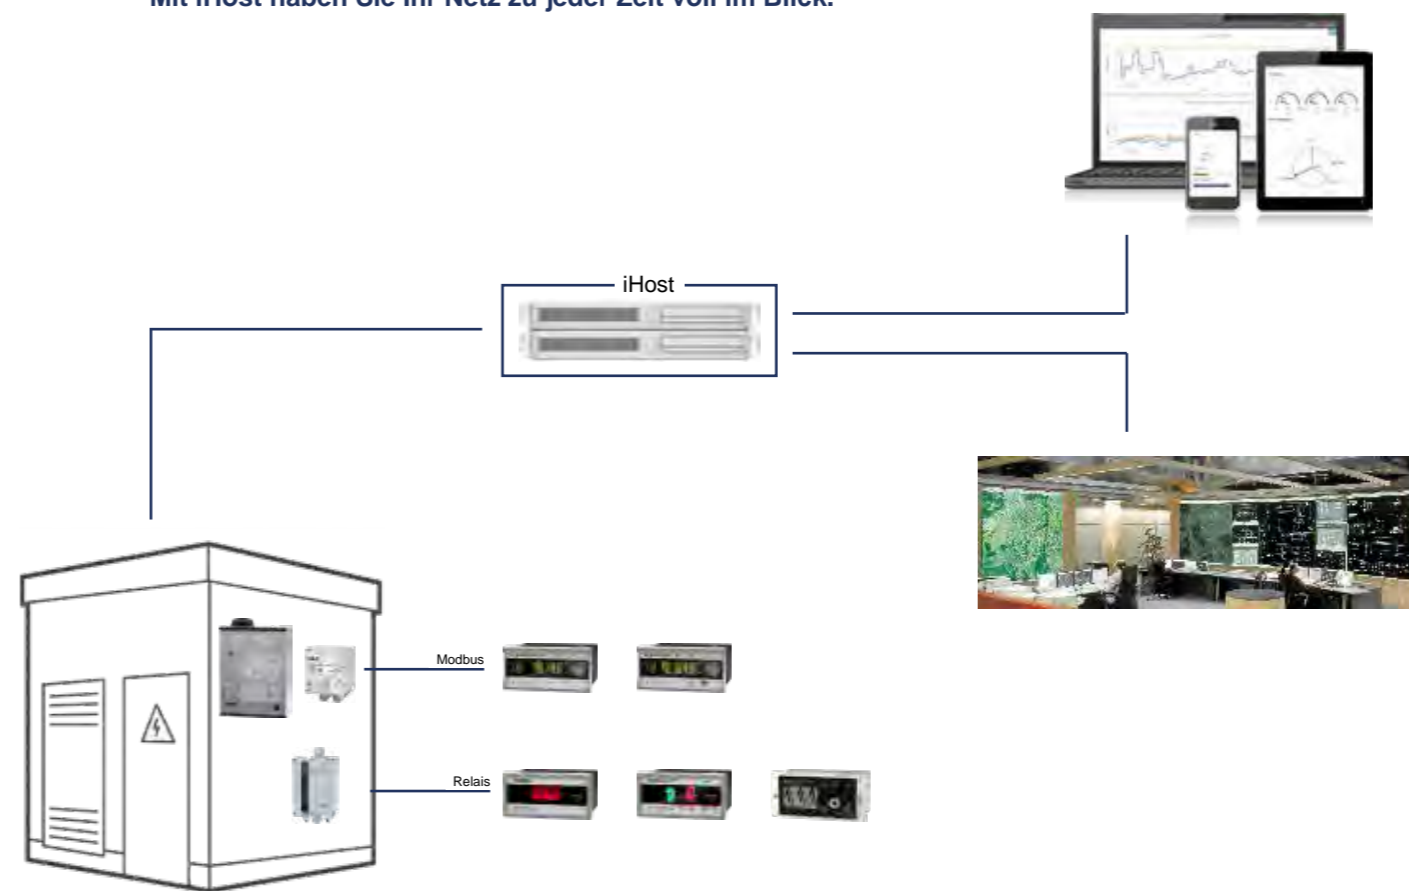 Mit iHost haben Sie Ihr Netz zu jeder Zeit voll im Blick.
iHost
Modbus
Relais